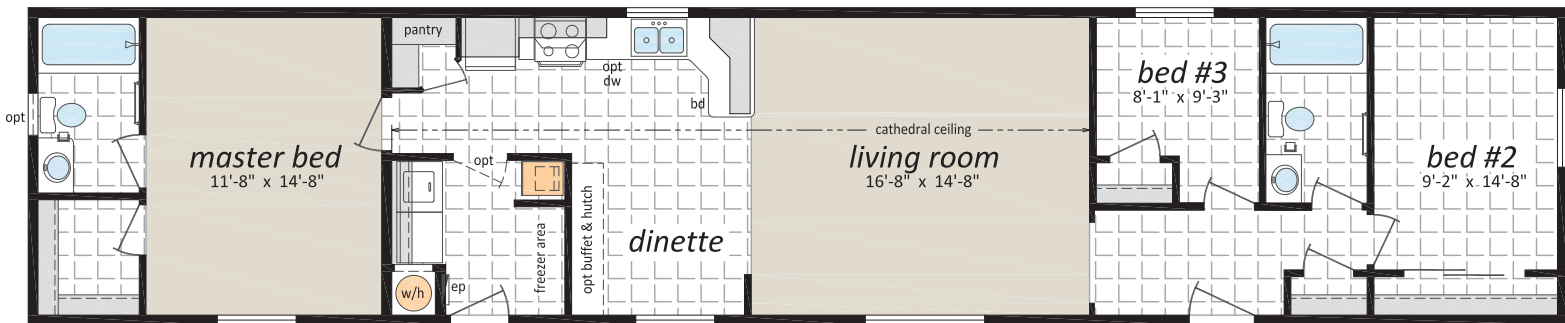 pantry
opt
dw
bd
opt
master bed
11'-8" x 14'-8"
cathedral ceiling
living room
16'-8" x 14'-8"
bed #3
8'-1" x 9'-3"
bed #2
9'-2" x 14'-8"
opt
opt buffet & hutch
dinette
freezer area
w/h
ep